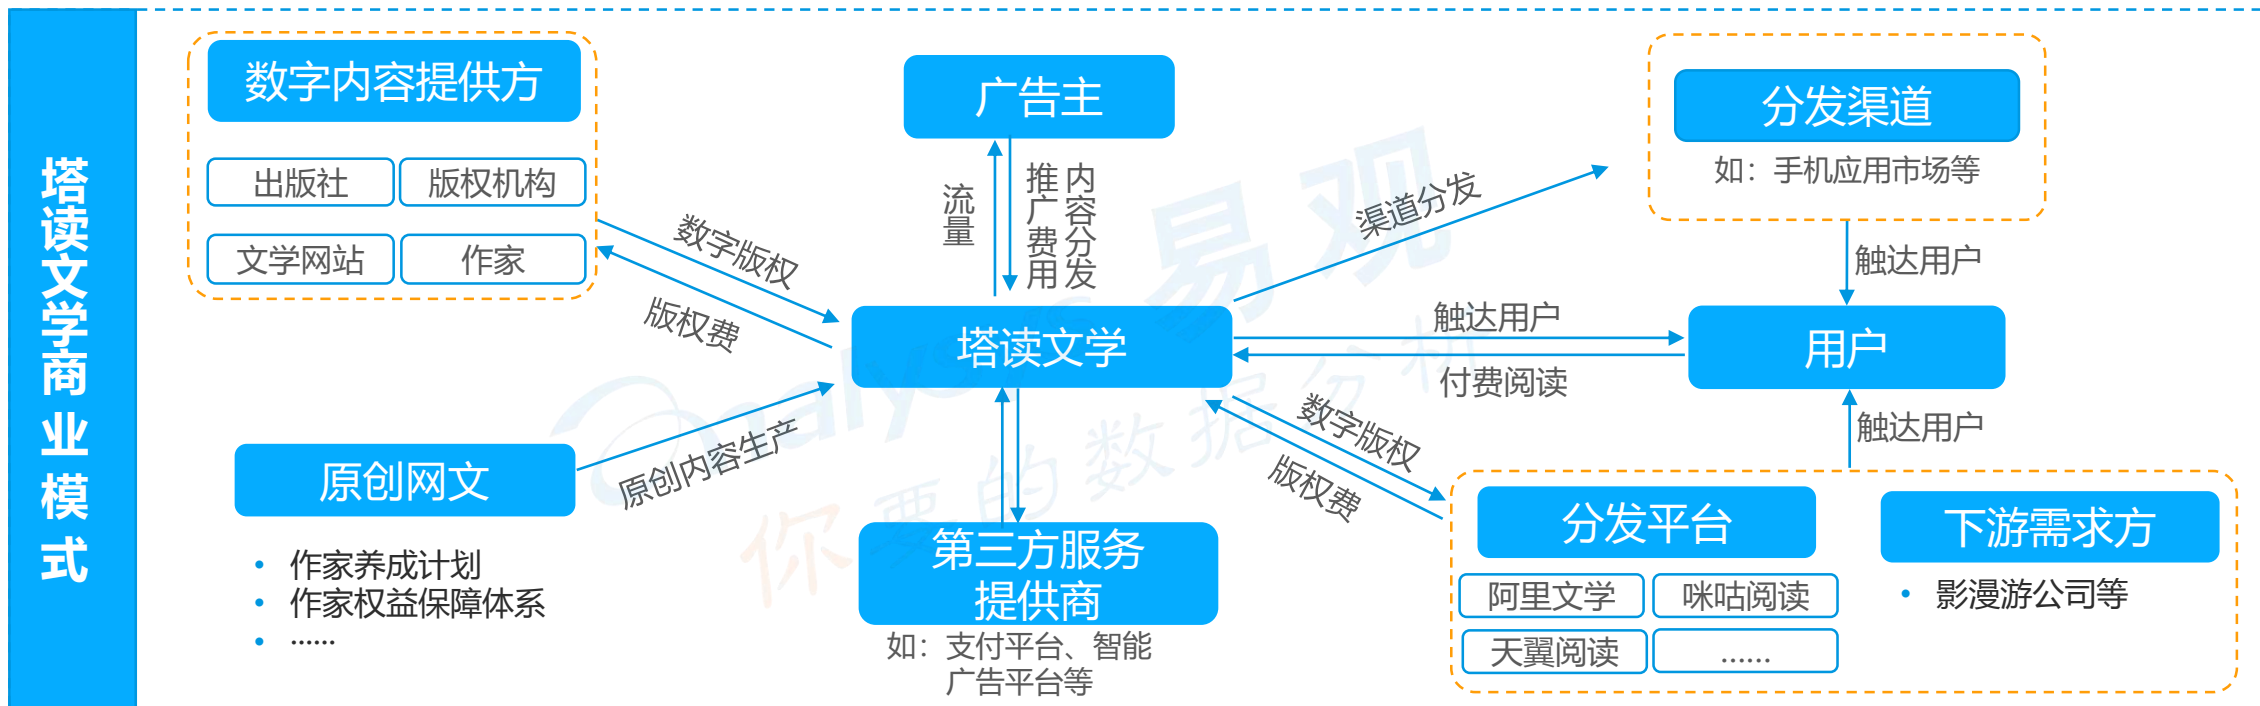 塔读文学商业模式
数字内容提供方
出版社
版权机构
文学网站
作家
广告主
流量
推广费用
内容分发
分发渠道
如：手机应用市场等
数字版权
版权费
渠道分发
触达用户
塔读文学
触达用户
付费阅读
用户
原创网文
原创内容生产
作家养成计划
作家权益保障体系
......
第三方服务
提供商
如：支付平台、智能
广告平台等
数字版权
版权费
触达用户
分发平台
阿里文学
咪咕阅读
天翼阅读
......
下游需求方
影漫游公司等
analysys 易观
你要的数据分析